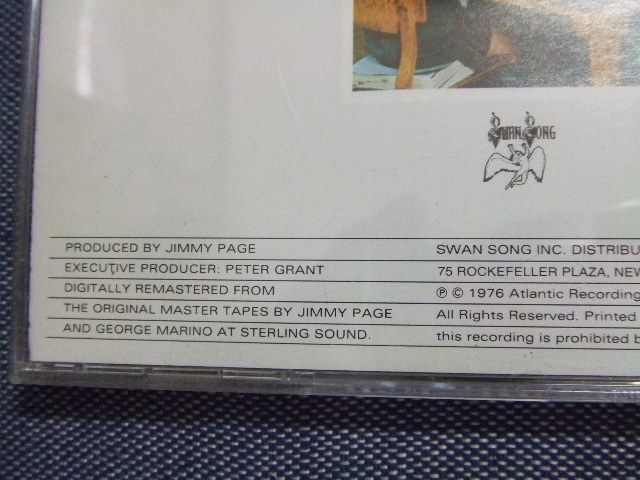 SWAN SONG
PRODUCED BY JIMMY PAGE
EXECUTIVE PRODUCER: PETER GRANT
DIGITALLY REMASTERED FROM
THE ORIGINAL MASTER TAPES BY JIMMY PAGE
AND GEORGE MARINO AT STERLING SOUND.
SWAN SONG INC. DISTRIBU
75 ROCKEFELLER PLAZA, NEW
℗ © 1976 Atlantic Recording
All Rights Reserved. Printed
this recording is prohibited b